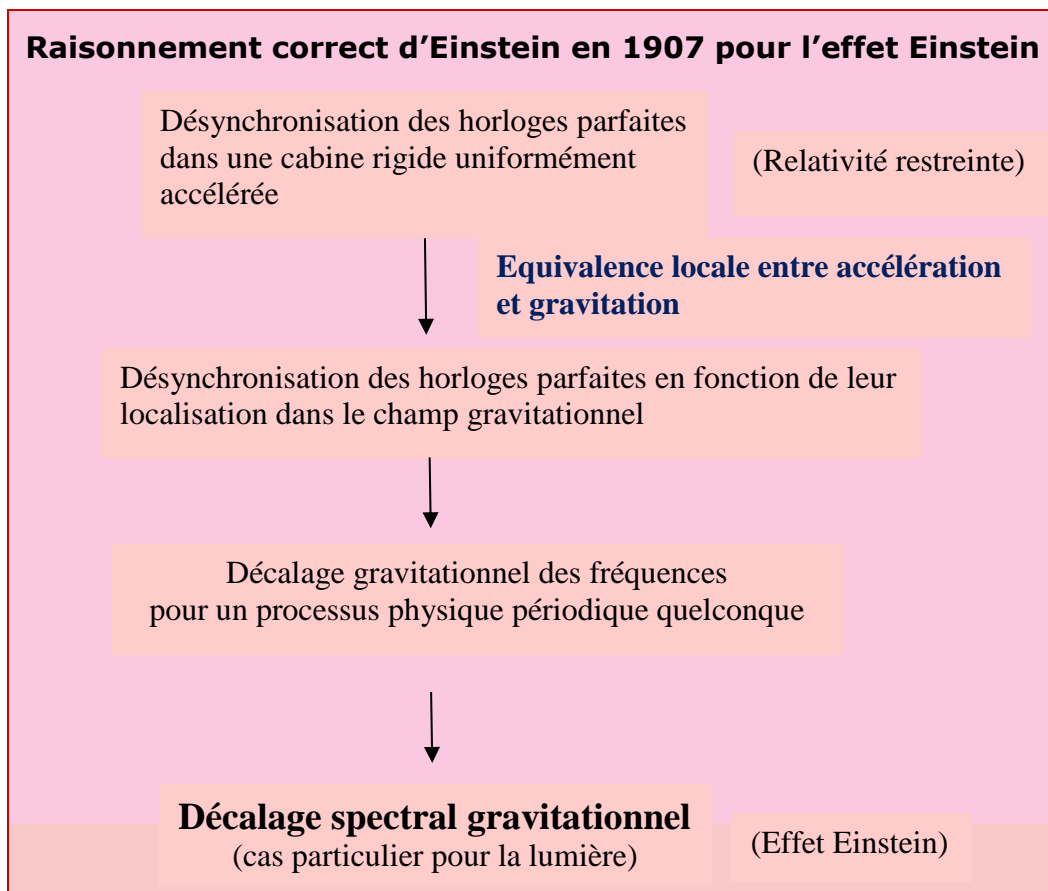 Raisonnement correct d’Einstein en 1907 pour l’effet Einstein
Désynchronisation des horloges parfaites
dans une cabine rigide uniformément
accélérée
(Relativité restreinte)
Equivalence locale entre accélération
et gravitation
Désynchronisation des horloges parfaites en fonction de leur
localisation dans le champ gravitationnel
Décalage gravitationnel des fréquences
pour un processus physique périodique quelconque
Décalage spectral gravitationnel
(cas particulier pour la lumière)
(Effet Einstein)